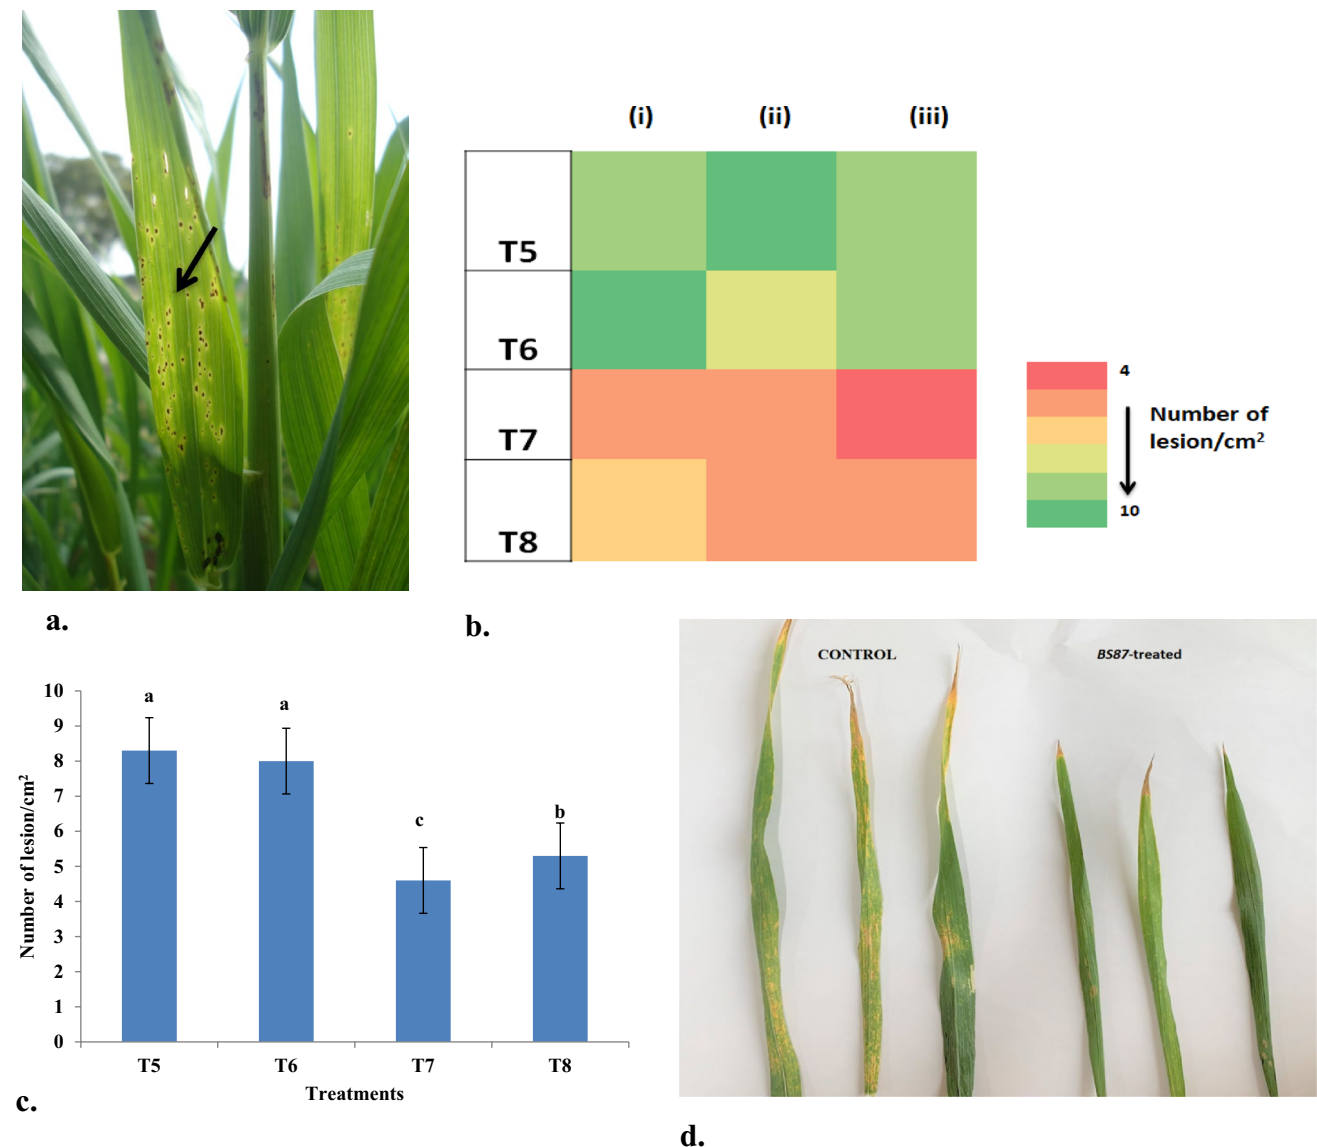 (i) (ii) (iii)
T5
T6
T7
T8
4
Number of
lesion/cm²
10
a.
b.
CONTROL
BS87-treated
10
9
8
7
6
5
4
3
2
1
0
Number of lesion/cm²
a
a
c
b
T5 T6 T7 T8
Treatments
c.
d.